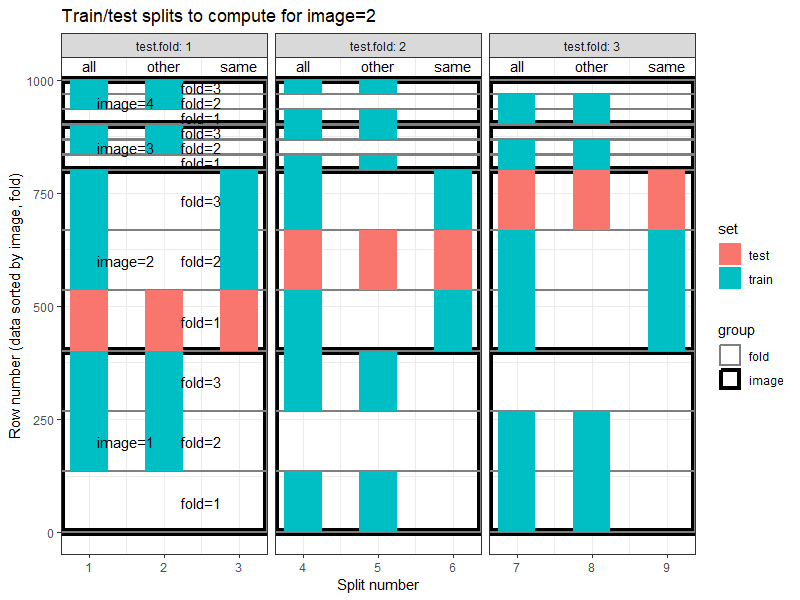 Train/test splits to compute for image=2
test.fold: 1
test.fold: 2
test.fold: 3
all other same
all other same
all other same
1000
750
500
250
0
Row number (data sorted by image, fold)
fold=3
image=4 fold=2
fold=1
fold=3
image=3 fold=2
fold=1
fold=3
image=2 fold=2
fold=1
fold=3
image=1 fold=2
fold=1
1 2 3
4 5 6
7 8 9
Split number
set
test
train
group
fold
image